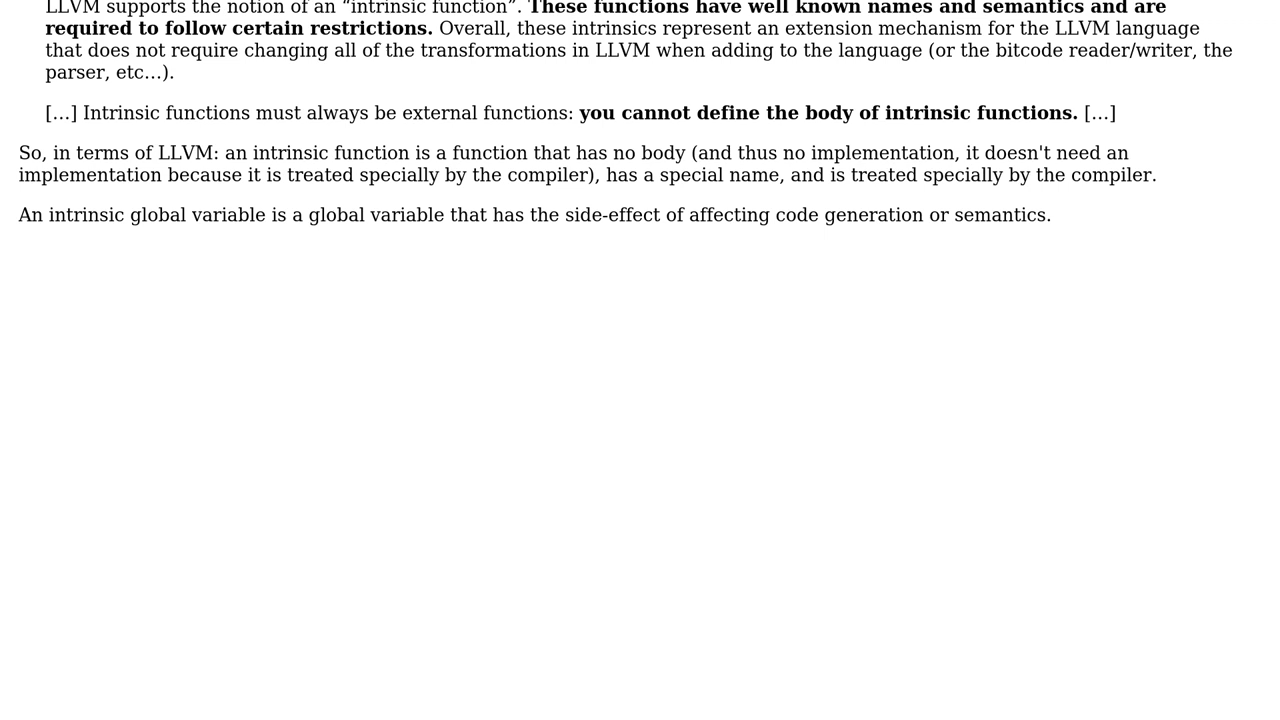 LLVM supports the notion of an “intrinsic function”. These functions have well known names and semantics and are
required to follow certain restrictions. Overall, these intrinsics represent an extension mechanism for the LLVM language
that does not require changing all of the transformations in LLVM when adding to the language (or the bitcode reader/writer, the
parser, etc…).
[…] Intrinsic functions must always be external functions: you cannot define the body of intrinsic functions. […]
So, in terms of LLVM: an intrinsic function is a function that has no body (and thus no implementation, it doesn't need an
implementation because it is treated specially by the compiler), has a special name, and is treated specially by the compiler.
An intrinsic global variable is a global variable that has the side-effect of affecting code generation or semantics.